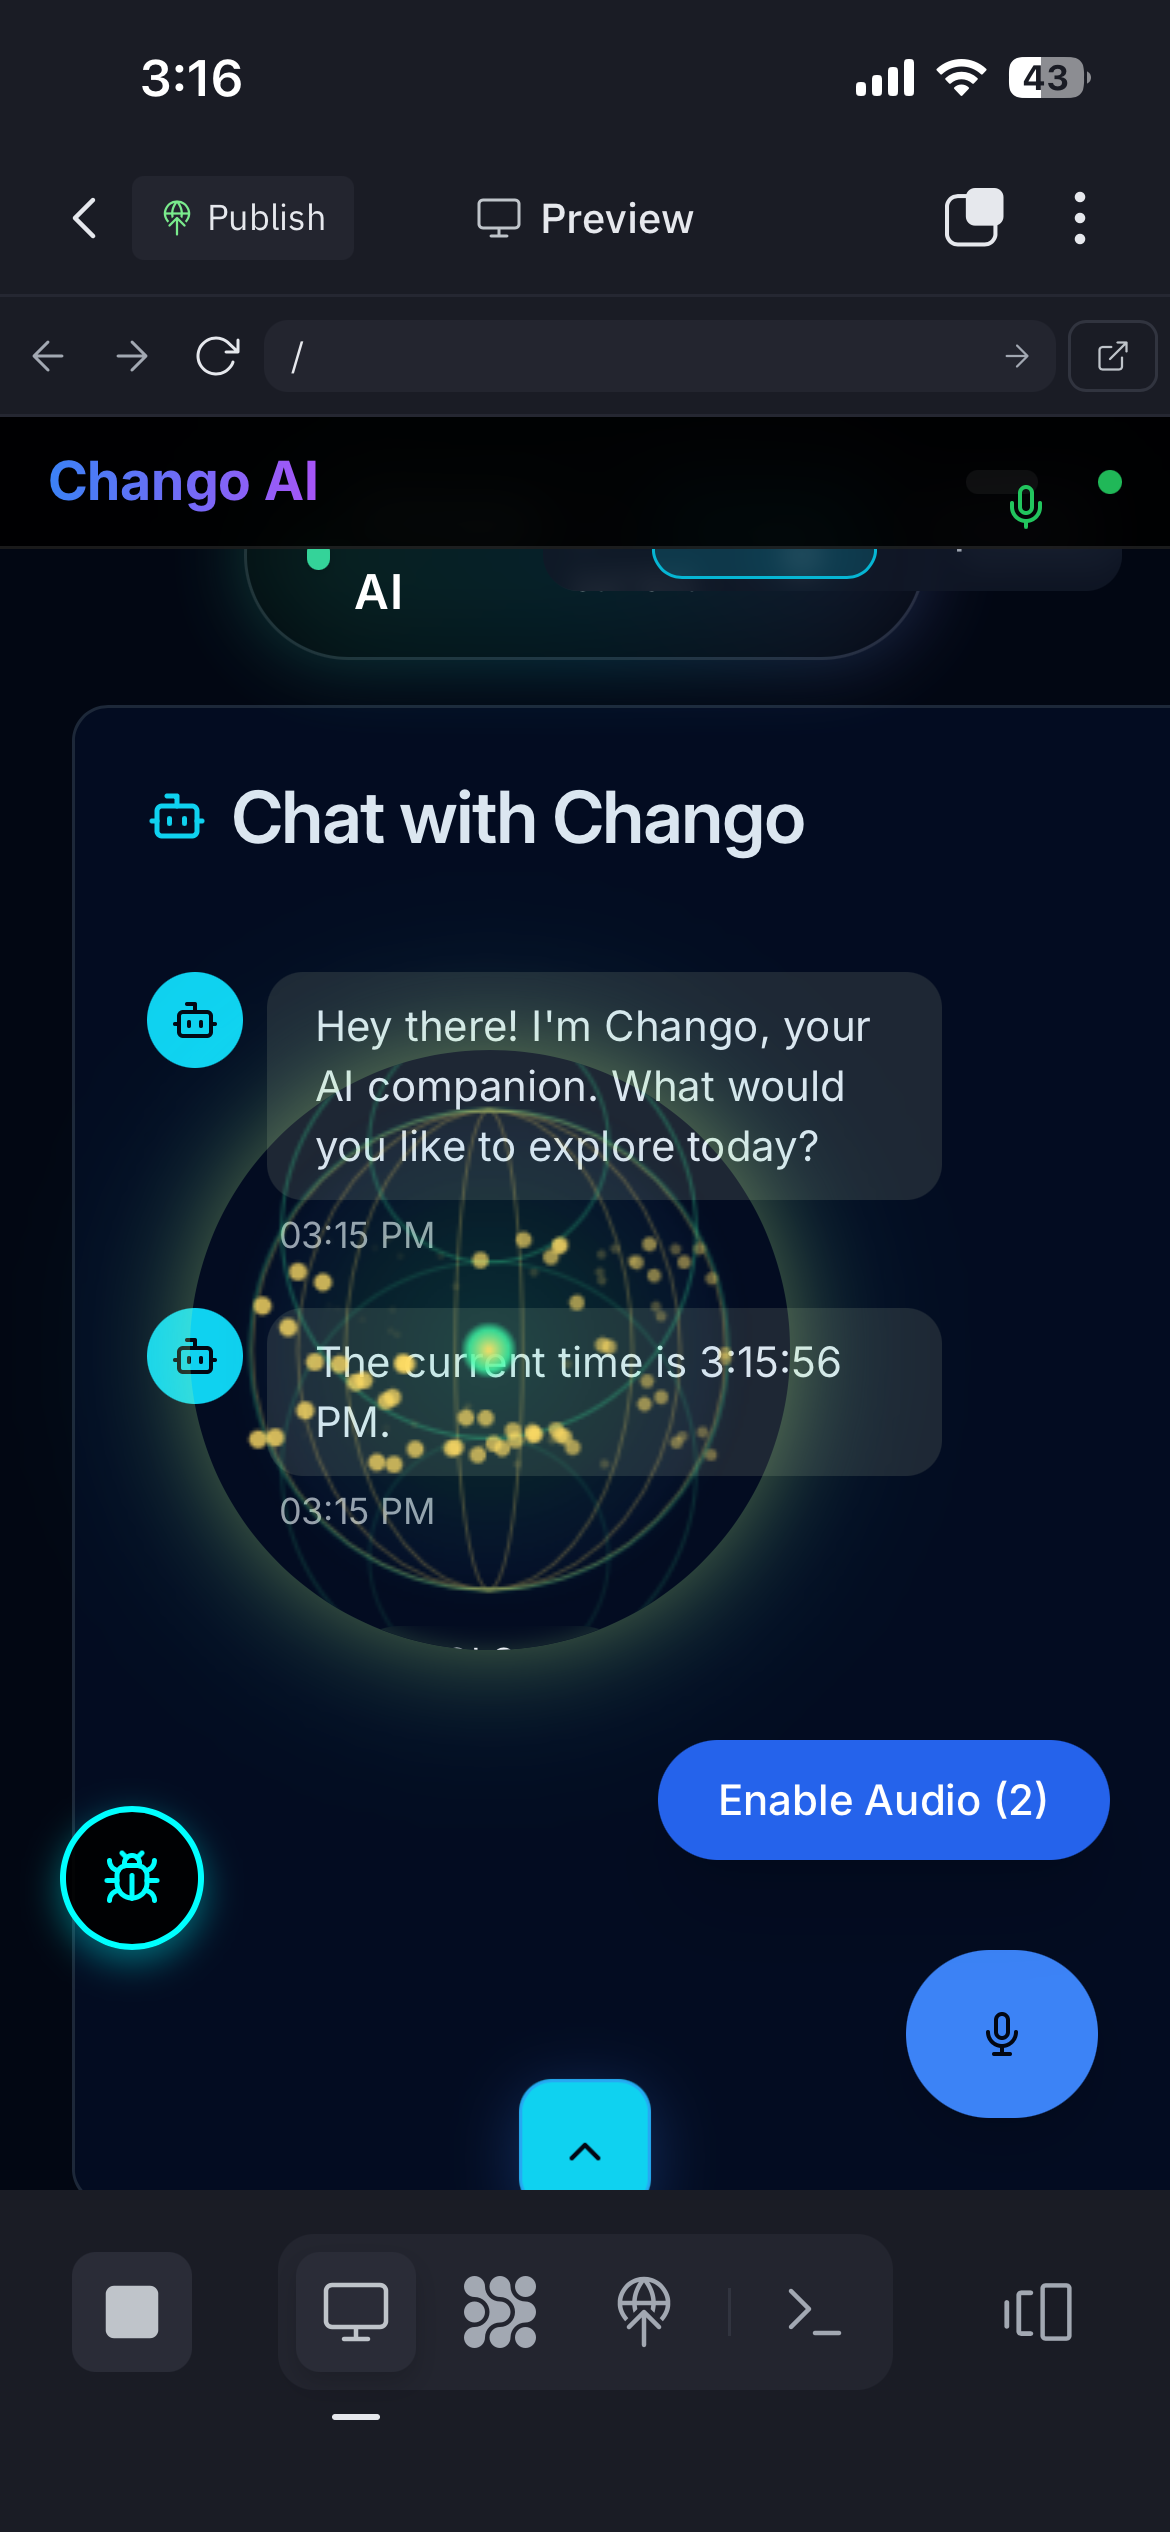 3:16
43
Publish
Preview
/
Chango AI
AI
Chat with Chango
Hey there! I'm Chango, your
AI companion. What would
you like to explore today?
03:15 PM
The current time is 3:15:56
PM.
03:15 PM
Enable Audio (2)